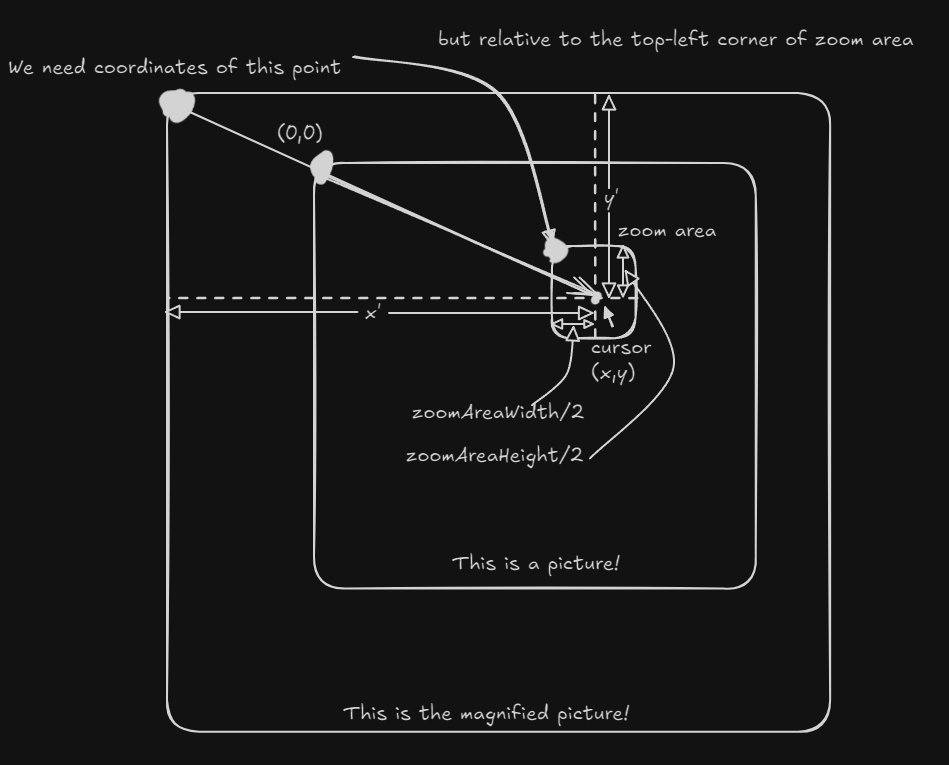 but relative to the top-left corner of zoom area
We need coordinates of this point
(0,0)
y'
zoom area
x'
cursor
(x,y)
zoomAreaWidth/2
zoomAreaHeight/2
This is a picture!
This is the magnified picture!